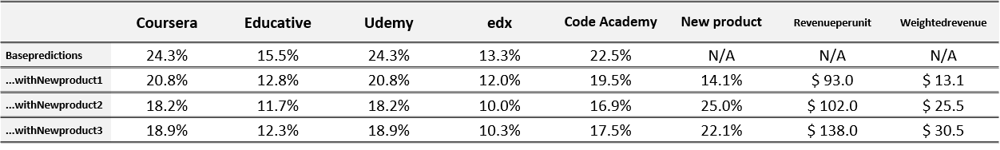 Coursera Educative Udemy edx Code Academy New product Revenueperunit Weightedrevenue
Basepredictions 24.3% 15.5% 24.3% 13.3% 22.5% N/A N/A N/A
...withNewproduct1 20.8% 12.8% 20.8% 12.0% 19.5% 14.1% $ 93.0 $ 13.1
...withNewproduct2 18.2% 11.7% 18.2% 10.0% 16.9% 25.0% $ 102.0 $ 25.5
...withNewproduct3 18.9% 12.3% 18.9% 10.3% 17.5% 22.1% $ 138.0 $ 30.5